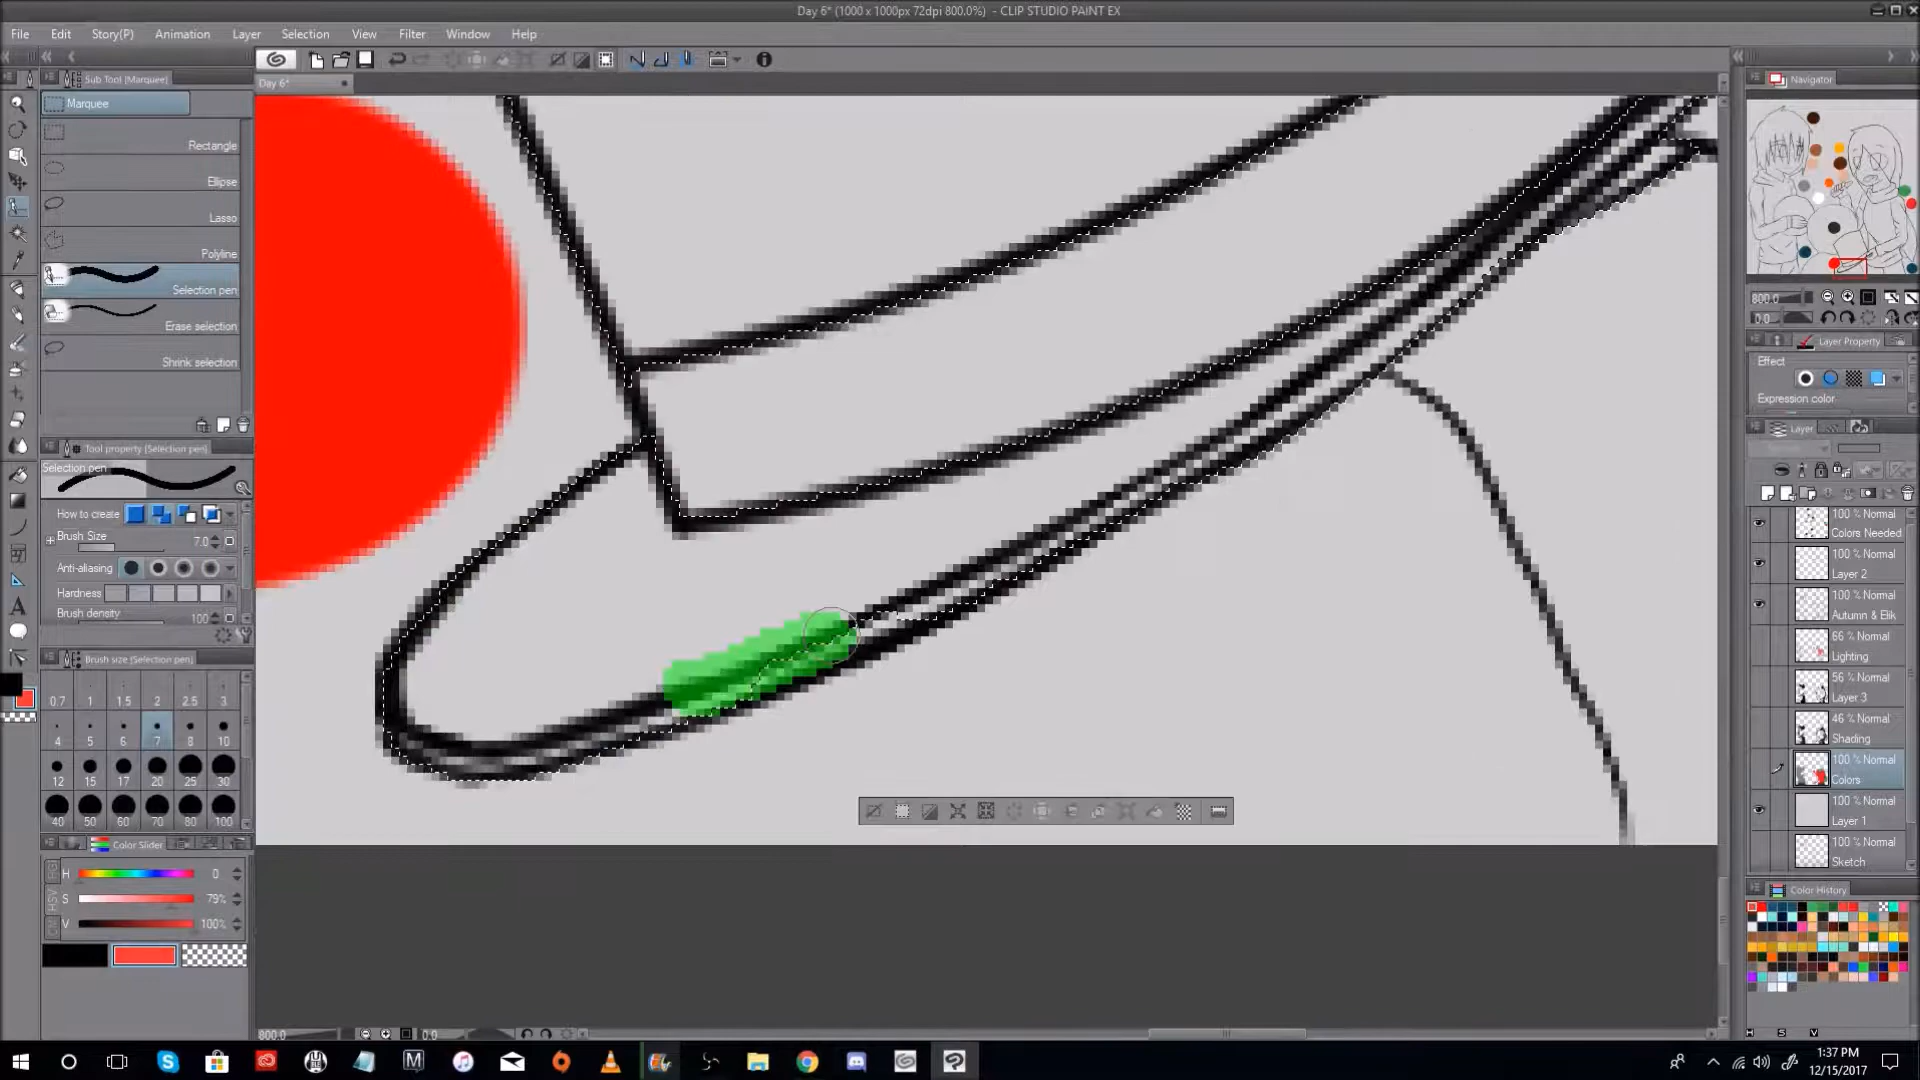 Day 6* (1000 x 1000px 72dpi 800.0%) - CLIP STUDIO PAINT EX
File Edit Story(P) Animation Layer Selection View Filter Window Help
Sub Tool [Marquee]
Day 6*
Navigator
Marquee
Rectangle
Ellipse
Lasso
Polyline
Selection pen
Erase selection
Shrink selection
800.0
0.0
Layer Property
Effect
Expression color
Layer
Tool property [Selection pen]
Selection pen
How to create
Brush Size 7.0
Anti-aliasing
Hardness
Brush density 100
100 % Normal
Colors Needed
100 % Normal
Layer 2
100 % Normal
Autumn & Elik
66 % Normal
Lighting
56 % Normal
Layer 3
46 % Normal
Shading
100 % Normal
Colors
100 % Normal
Layer 1
100 % Normal
Sketch
Brush size [Selection pen]
0.7 1 1.5 2 2.5 3
4 5 6 7 8 10
12 15 17 20 25 30
40 50 60 70 80 100
Color Slider
H 0
S 79%
V 100%
Color History
800.0 0.0
H S V
1:37 PM
12/15/2017